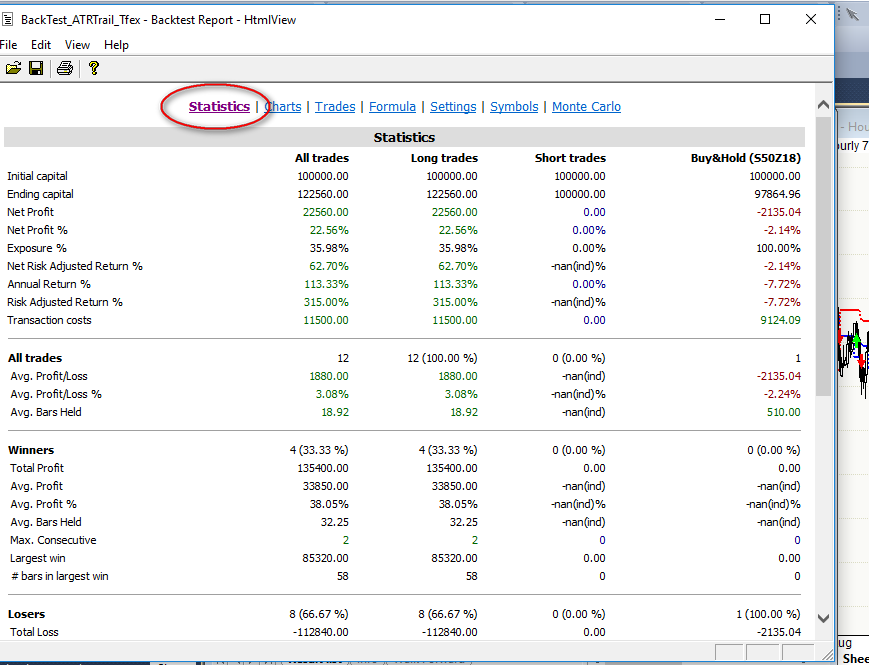 BackTest_ATRTrail_Tfex - Backtest Report - HtmlView
File Edit View Help
Statistics | Charts | Trades | Formula | Settings | Symbols | Monte Carlo
Statistics
All trades Long trades Short trades Buy&Hold (S50Z18)
Initial capital 100000.00 100000.00 100000.00 100000.00
Ending capital 122560.00 122560.00 100000.00 97864.96
Net Profit 22560.00 22560.00 0.00 -2135.04
Net Profit % 22.56% 22.56% 0.00% -2.14%
Exposure % 35.98% 35.98% 0.00% 100.00%
Net Risk Adjusted Return % 62.70% 62.70% -nan(ind)% -2.14%
Annual Return % 113.33% 113.33% 0.00% -7.72%
Risk Adjusted Return % 315.00% 315.00% -nan(ind)% -7.72%
Transaction costs 11500.00 11500.00 0.00 9124.09
All trades 12 12 (100.00 %) 0 (0.00 %) 1
Avg. Profit/Loss 1880.00 1880.00 -nan(ind) -2135.04
Avg. Profit/Loss % 3.08% 3.08% -nan(ind)% -2.24%
Avg. Bars Held 18.92 18.92 -nan(ind) 510.00
Winners 4 (33.33 %) 4 (33.33 %) 0 (0.00 %) 0 (0.00 %)
Total Profit 135400.00 135400.00 0.00 0.00
Avg. Profit 33850.00 33850.00 -nan(ind) -nan(ind)
Avg. Profit % 38.05% 38.05% -nan(ind)% -nan(ind)%
Avg. Bars Held 32.25 32.25 -nan(ind) -nan(ind)
Max. Consecutive 2 2 0 0
Largest win 85320.00 85320.00 0.00 0.00
# bars in largest win 58 58 0 0
Losers 8 (66.67 %) 8 (66.67 %) 0 (0.00 %) 1 (100.00 %)
Total Loss -112840.00 -112840.00 0.00 -2135.04
- Hou
urly 7
ug
Shee